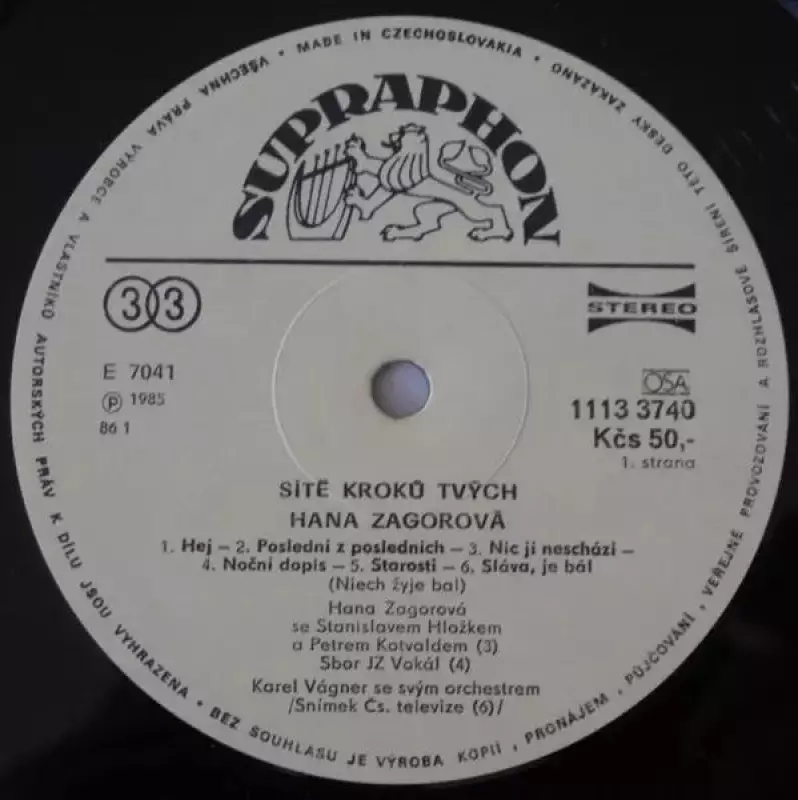 MADE IN CZECHOSLOVAKIA • VŠECHNA PRÁVA VÝROBCE A VLASTNÍKŮ AUTORSKÝCH PRÁV K DÍLU JSOU VYHRAZENA • BEZ SOUHLASU JE VÝROBA KOPIÍ, PRONÁJEM, PŮJČOVÁNÍ, VEŘEJNÉ PROVOZOVÁNÍ A ROZHLASOVÉ ŠÍŘENÍ TÉTO DESKY ZAKÁZÁNO •
SUPRAPHON
33
STEREO
E 7041
Ⓟ 1985
86 1
OSA
1113 3740
Kčs 50,-
1. strana
SÍTĚ KROKŮ TVÝCH
HANA ZAGOROVÁ
1. Hej – 2. Poslední z posledních – 3. Nic jí neschází –
4. Noční dopis – 5. Starosti – 6. Sláva, je bál
(Niech żyje bal)
Hana Zagorová
se Stanislavem Hložkem
a Petrem Kotvaldem (3)
Sbor JZ Vokál (4)
Karel Vágner se svým orchestrem
/Snímek Čs. televize (6)/